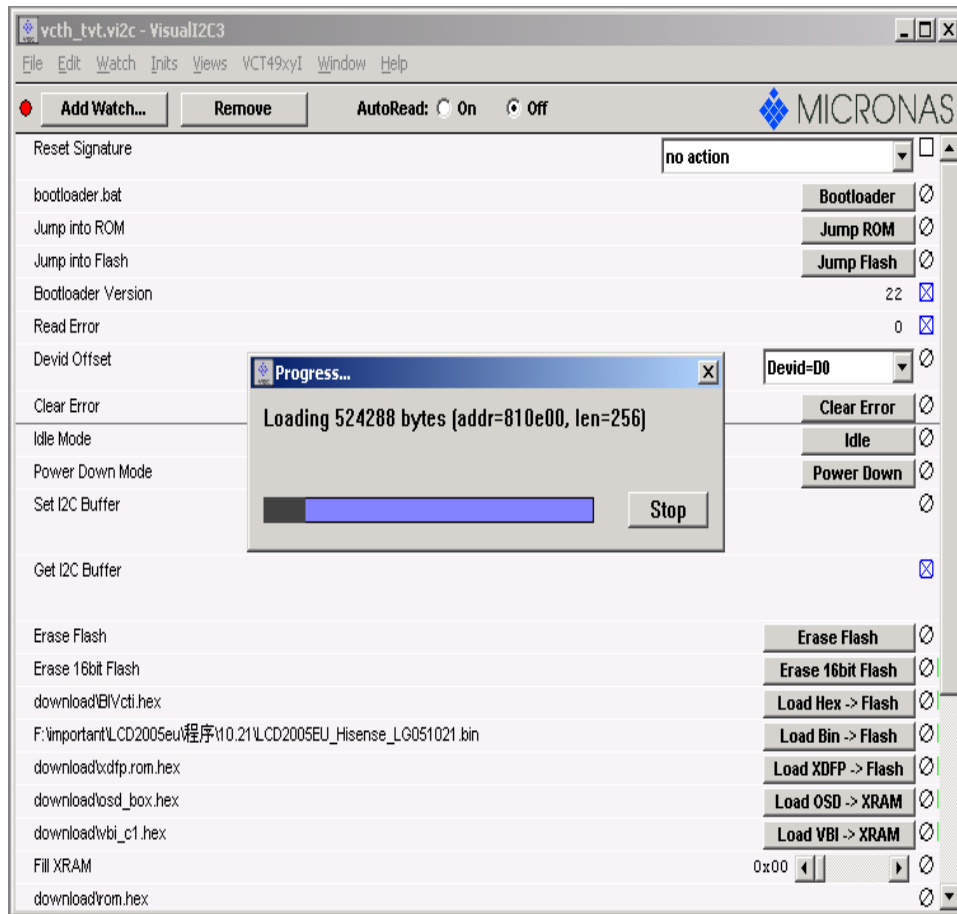 vcth_tvt.vi2c - VisualI2C3
File Edit Watch Inits Views VCT49xyI Window Help
Add Watch... Remove AutoRead: On Off MICRONAS
Reset Signature no action
bootloader.bat Bootloader
Jump into ROM Jump ROM
Jump into Flash Jump Flash
Bootloader Version 22
Read Error 0
Devid Offset Devid=D0
Progress...
Loading 524288 bytes (addr=810e00, len=256)
Stop
Clear Error Clear Error
Idle Mode Idle
Power Down Mode Power Down
Set I2C Buffer
Get I2C Buffer
Erase Flash Erase Flash
Erase 16bit Flash Erase 16bit Flash
download\BIVcti.hex Load Hex -> Flash
F:\important\LCD2005eu\程序\10.21\LCD2005EU_Hisense_LG051021.bin Load Bin -> Flash
download\xdfp.rom.hex Load XDFP -> Flash
download\osd_box.hex Load OSD -> XRAM
download\vbi_c1.hex Load VBI -> XRAM
Fill XRAM 0x00
download\rom.hex